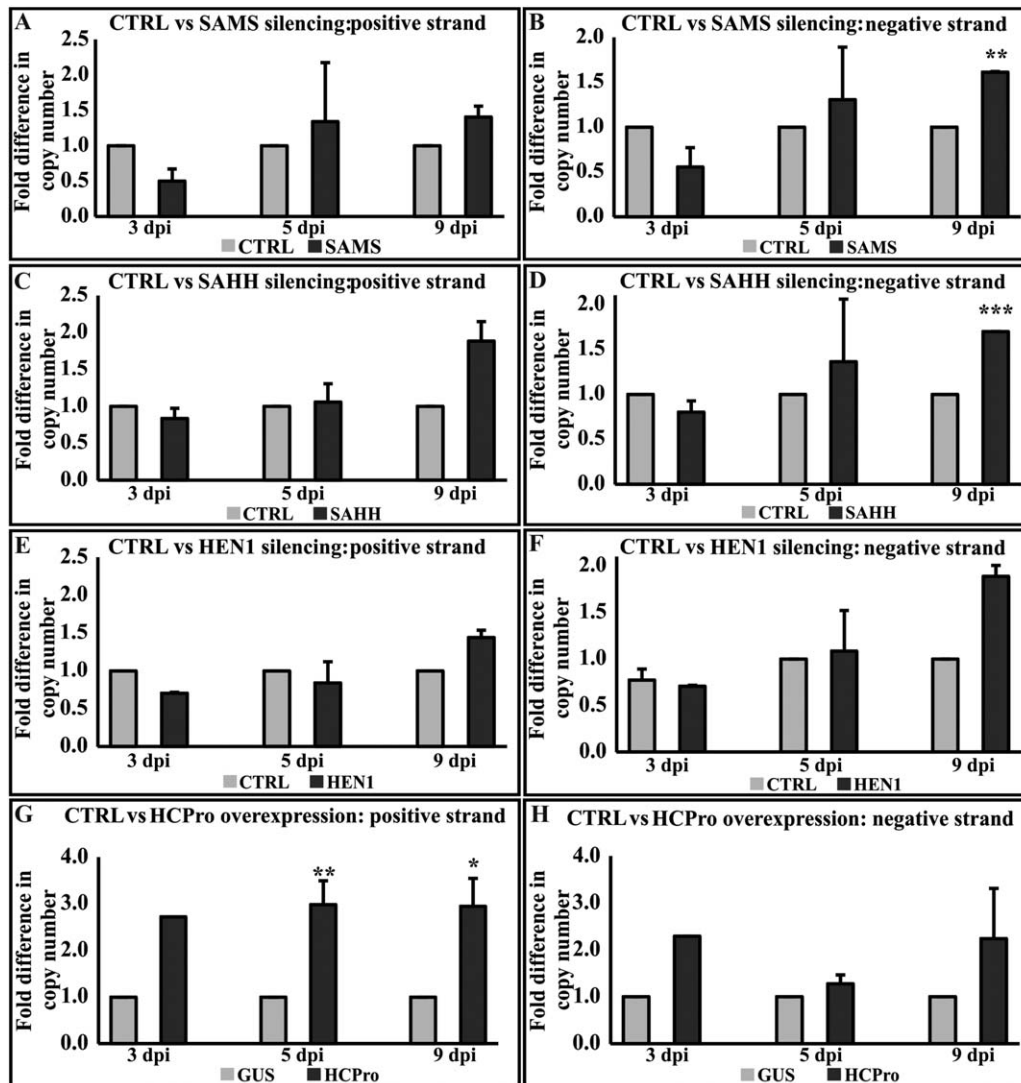 A CTRL vs SAMS silencing:positive strand
Fold difference in
copy number
2.5
2.0
1.5
1.0
0.5
0.0
3 dpi 5 dpi 9 dpi
CTRL SAMS
B CTRL vs SAMS silencing:negative strand
Fold difference in
copy number
2.0
1.5
1.0
0.5
0.0
**
3 dpi 5 dpi 9 dpi
CTRL SAMS
C CTRL vs SAHH silencing:positive strand
Fold difference in
copy number
2.5
2.0
1.5
1.0
0.5
0.0
3 dpi 5 dpi 9 dpi
CTRL SAHH
D CTRL vs SAHH silencing:negative strand
Fold difference in
copy number
2.0
1.5
1.0
0.5
0.0
***
3 dpi 5 dpi 9 dpi
CTRL SAHH
E CTRL vs HEN1 silencing:positive strand
Fold difference in
copy number
2.5
2.0
1.5
1.0
0.5
0.0
3 dpi 5 dpi 9 dpi
CTRL HEN1
F CTRL vs HEN1 silencing: negative strand
Fold difference in
copy number
2.0
1.5
1.0
0.5
0.0
3 dpi 5 dpi 9 dpi
CTRL HEN1
G CTRL vs HCPro overexpression: positive strand
Fold difference in
copy number
4.0
3.0
2.0
1.0
0.0
** *
3 dpi 5 dpi 9 dpi
GUS HCPro
H CTRL vs HCPro overexpression: negative strand
Fold difference in
copy number
4.0
3.0
2.0
1.0
0.0
3 dpi 5 dpi 9 dpi
GUS HCPro